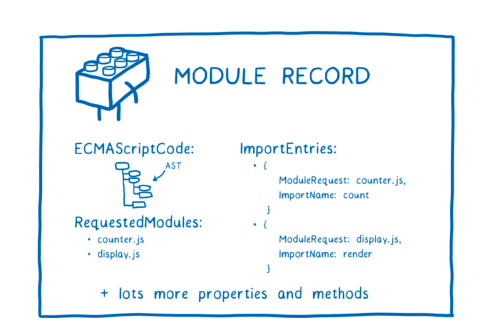 MODULE RECORD
ECMAScriptCode:
AST
RequestedModules:
• counter.js
• display.js
ImportEntries:
• {
ModuleRequest: counter.js,
ImportName: count
}
• {
ModuleRequest: display.js,
ImportName: render
}
+ lots more properties and methods